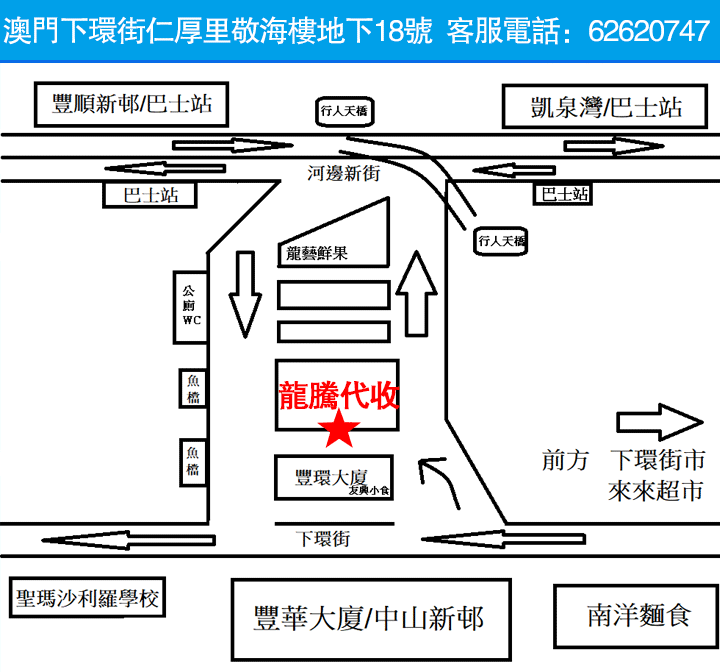 澳門下環街仁厚里敬海樓地下18號 客服電話：62620747
豐順新邨/巴士站
行人天橋
凱泉灣/巴士站
河邊新街
巴士站
巴士站
行人天橋
龍藝鮮果
公廁WC
魚檔
龍騰代收
魚檔
豐環大廈
友興小食
前方 下環街市
來來超市
下環街
聖瑪沙利羅學校
豐華大廈/中山新邨
南洋麵食